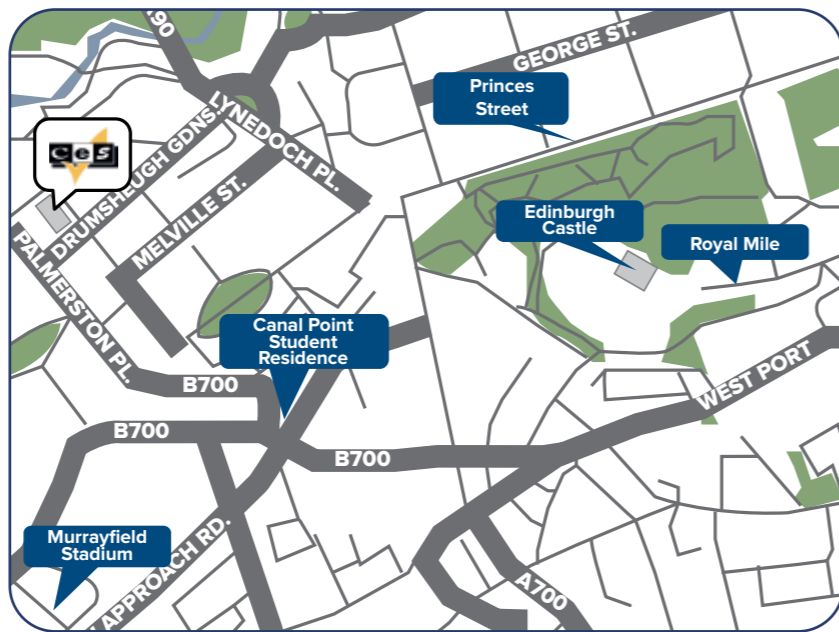 A90
GEORGE ST.
Princes
Street
LYNEDOCH PL.
ces
DRUMSHEUGH GDNS.
MELVILLE ST.
Edinburgh
Castle
Royal Mile
PALMERSTON PL.
Canal Point
Student
Residence
B700
WEST PORT
B700
B700
Murrayfield
Stadium
APPROACH RD.
A700